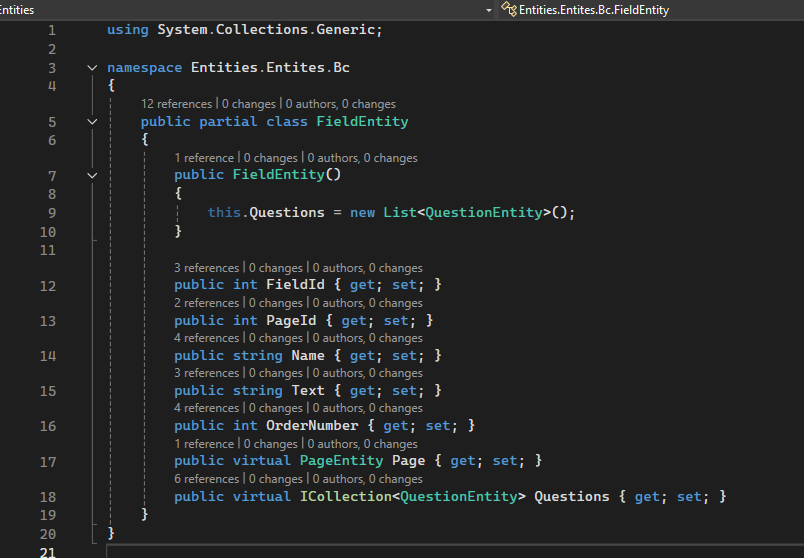 Entities
Entities.Entites.Bc.FieldEntity
1 using System.Collections.Generic;
2
3 namespace Entities.Entites.Bc
4 {
12 references | 0 changes | 0 authors, 0 changes
5 public partial class FieldEntity
6 {
1 reference | 0 changes | 0 authors, 0 changes
7 public FieldEntity()
8 {
9 this.Questions = new List<QuestionEntity>();
10 }
11
3 references | 0 changes | 0 authors, 0 changes
12 public int FieldId { get; set; }
2 references | 0 changes | 0 authors, 0 changes
13 public int PageId { get; set; }
4 references | 0 changes | 0 authors, 0 changes
14 public string Name { get; set; }
3 references | 0 changes | 0 authors, 0 changes
15 public string Text { get; set; }
4 references | 0 changes | 0 authors, 0 changes
16 public int OrderNumber { get; set; }
1 reference | 0 changes | 0 authors, 0 changes
17 public virtual PageEntity Page { get; set; }
6 references | 0 changes | 0 authors, 0 changes
18 public virtual ICollection<QuestionEntity> Questions { get; set; }
19 }
20 }
21